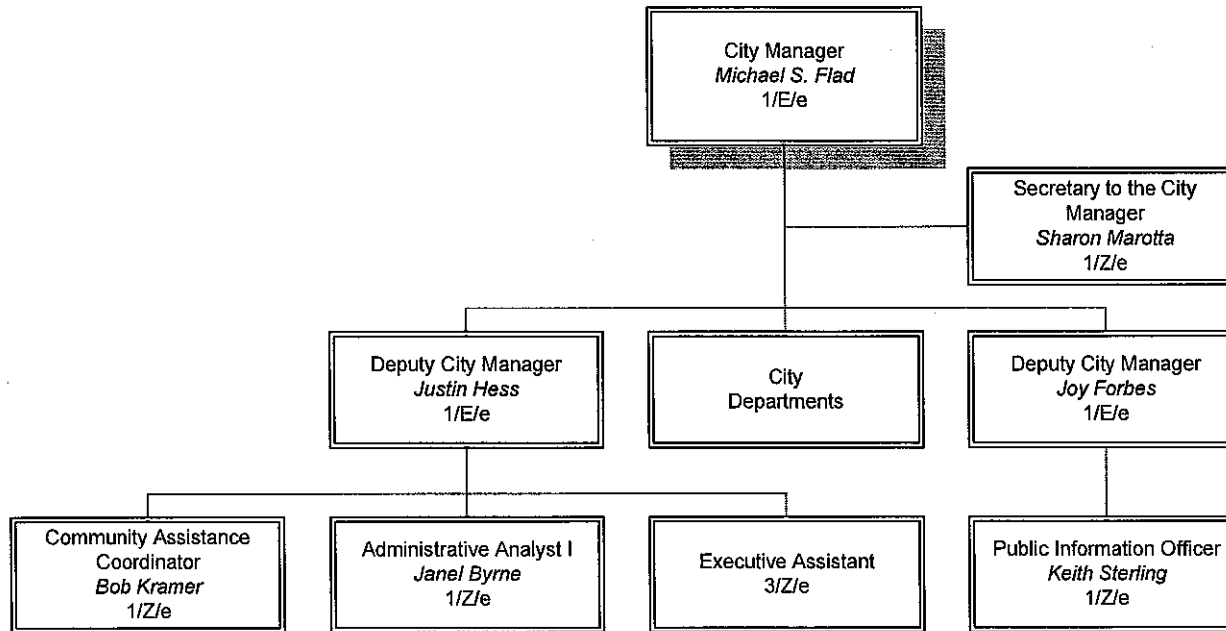 City Manager
Michael S. Flad
1/E/e
Secretary to the City
Manager
Sharon Marotta
1/Z/e
Deputy City Manager
Justin Hess
1/E/e
City
Departments
Deputy City Manager
Joy Forbes
1/E/e
Community Assistance
Coordinator
Bob Kramer
1/Z/e
Administrative Analyst I
Janel Byrne
1/Z/e
Executive Assistant
3/Z/e
Public Information Officer
Keith Sterling
1/Z/e